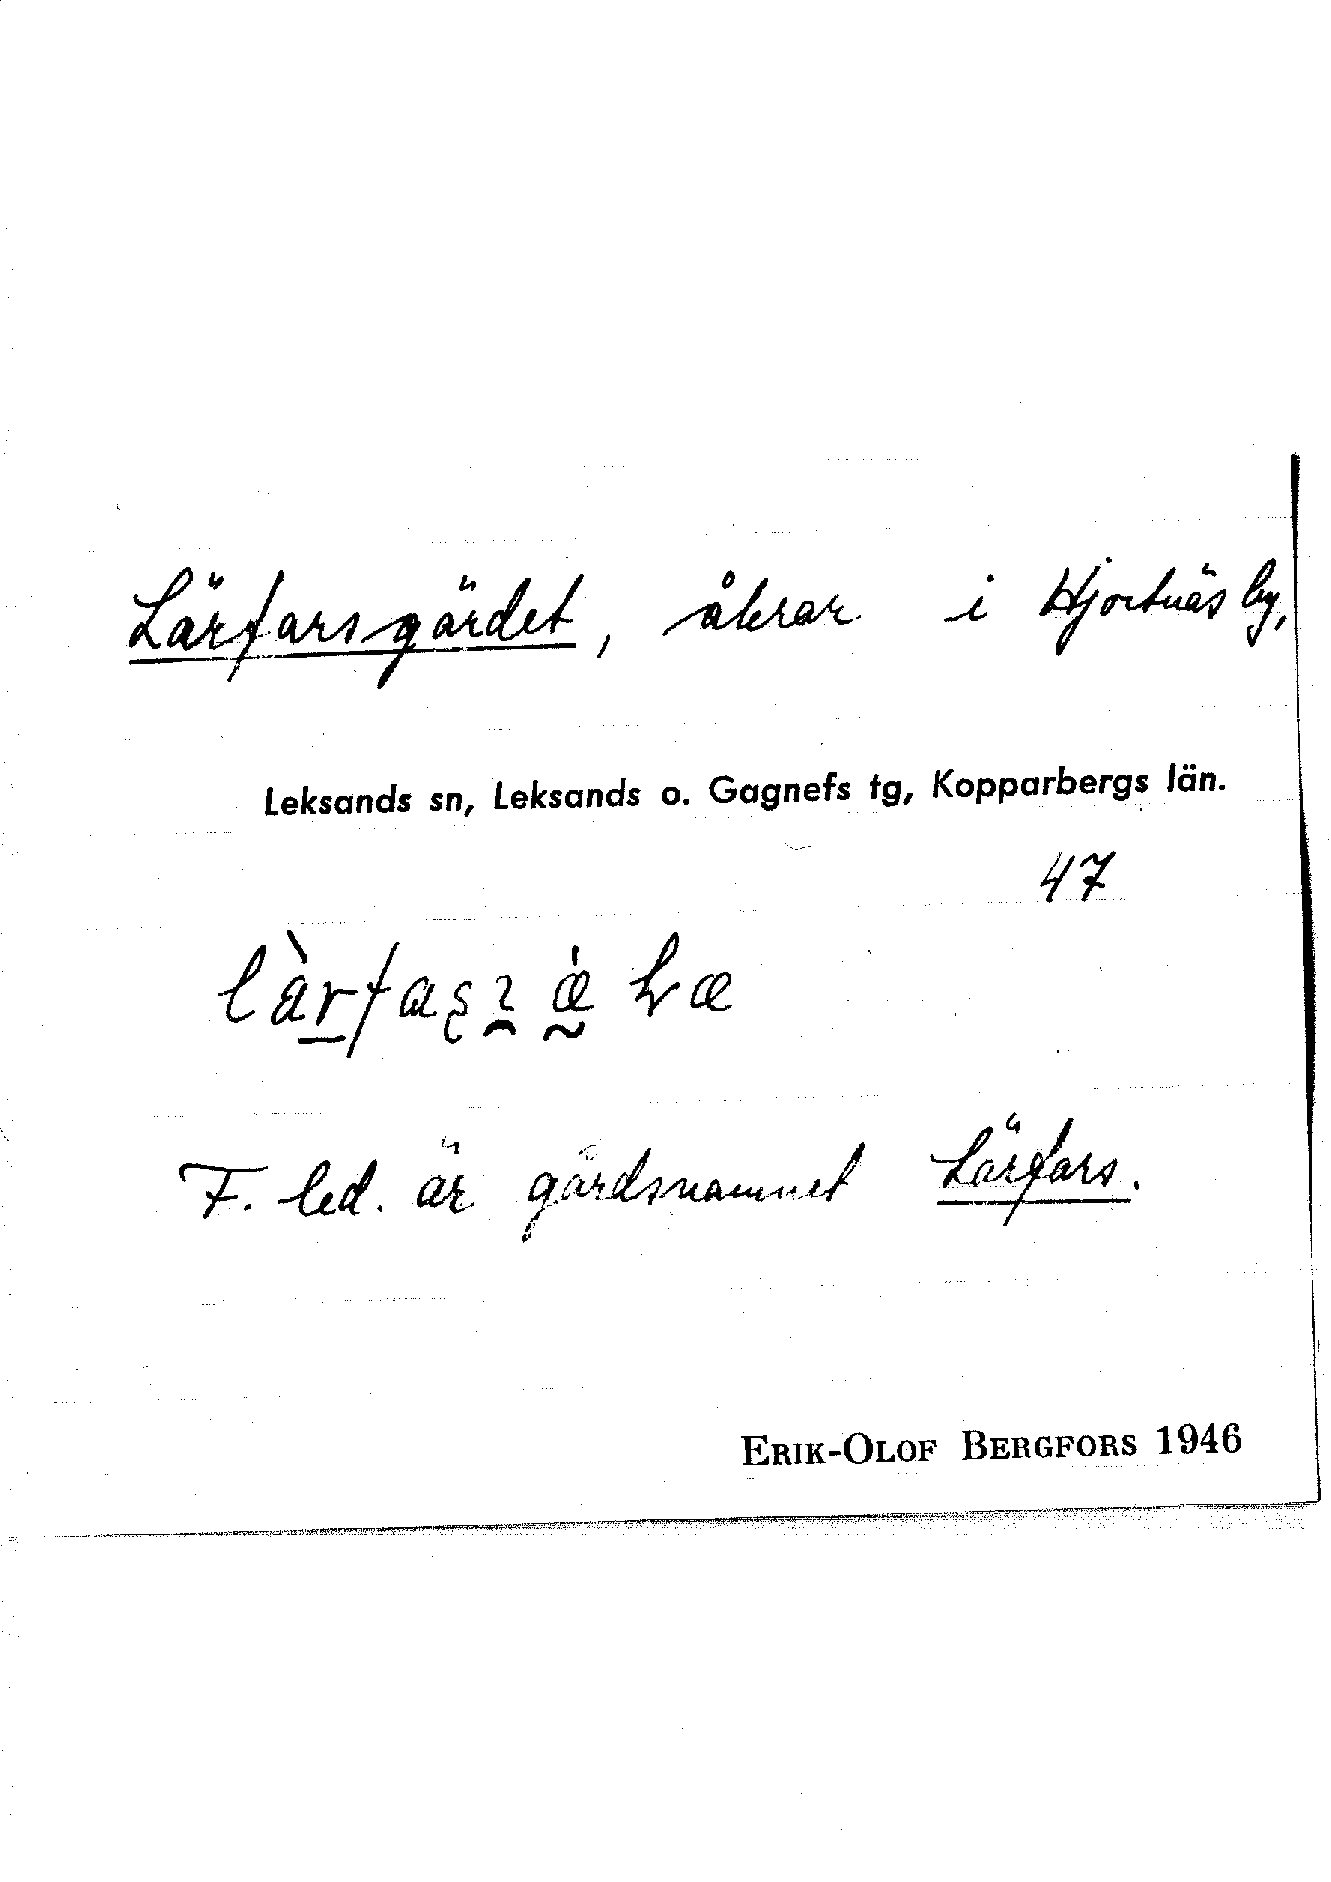 Lärfarsgärdet, åkrar i Hjortnäs by,
Leksands sn, Leksands o. Gagnefs tg, Kopparbergs län.
47
F. led. är gårdsnamnet Lärfars.
ERIK-OLOF BERGFORS 1946